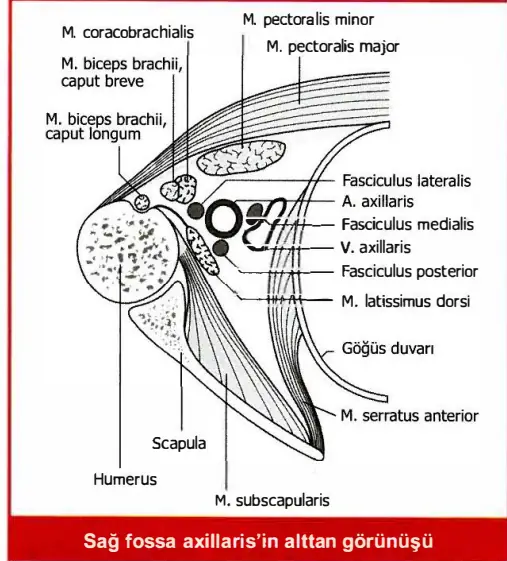 M. pectoralis minor
M. coracobrachialis
M. pectoralis major
M. biceps brachii,
caput breve
M. biceps brachii,
caput longum
Fasciculus lateralis
A. axillaris
Fasciculus medialis
V. axillaris
Fasciculus posterior
M. latissimus dorsi
Göğüs duvarı
M. serratus anterior
Scapula
Humerus
M. subscapularis
Sağ fossa axillaris'in alttan görünüşü